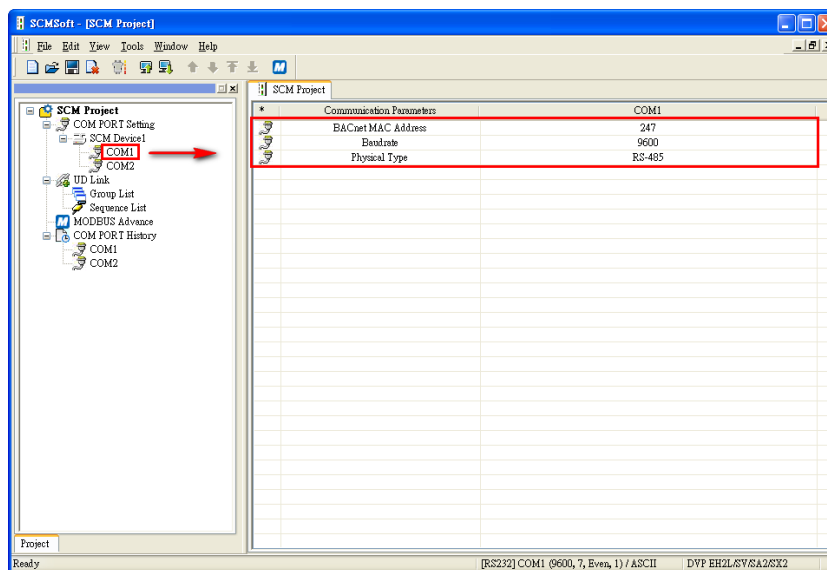 SCMSoft - [SCM Project]
File Edit View Tools Window Help
SCM Project
SCM Project
COM PORT Setting
SCM Device1
COM1
COM2
UD Link
Group List
Sequence List
MODBUS Advance
COM PORT History
COM1
COM2
Project
* Communication Parameters COM1
BACnet MAC Address 247
Baudrate 9600
Physical Type RS-485
Ready [RS232] COM1 (9600, 7, Even, 1) / ASCII DVP EH2L/SV/SA2/SX2